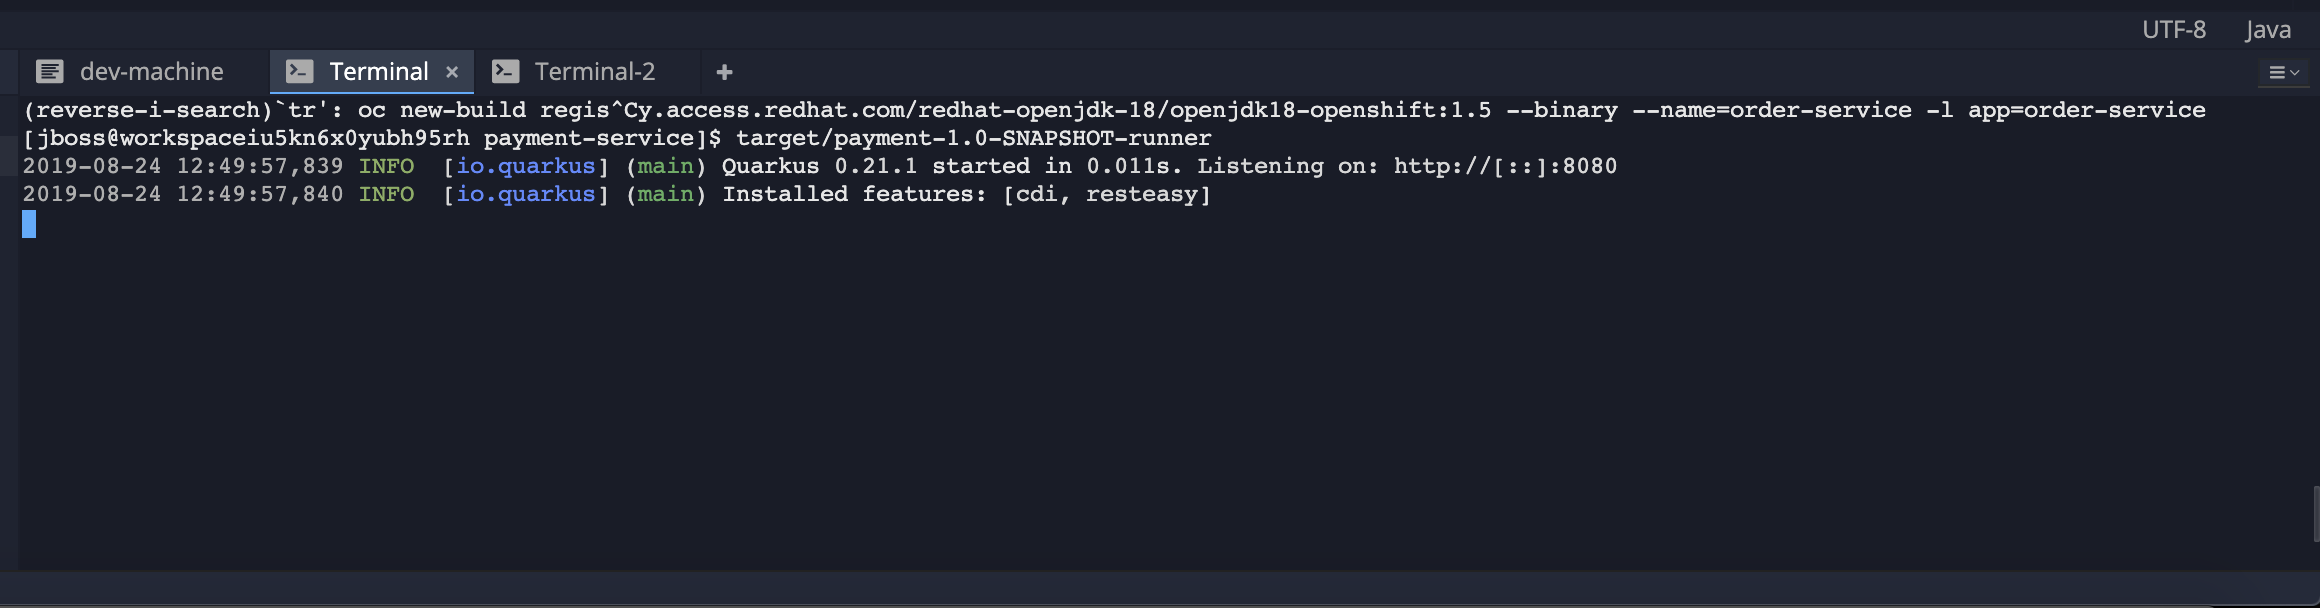 UTF-8 Java
dev-machine Terminal × Terminal-2 +
(reverse-i-search)`tr': oc new-build regis^Cy.access.redhat.com/redhat-openjdk-18/openjdk18-openshift:1.5 --binary --name=order-service -l app=order-service
[jboss@workspaceiu5kn6x0yubh95rh payment-service]$ target/payment-1.0-SNAPSHOT-runner
2019-08-24 12:49:57,839 INFO  [io.quarkus] (main) Quarkus 0.21.1 started in 0.011s. Listening on: http://[::]:8080
2019-08-24 12:49:57,840 INFO  [io.quarkus] (main) Installed features: [cdi, resteasy]